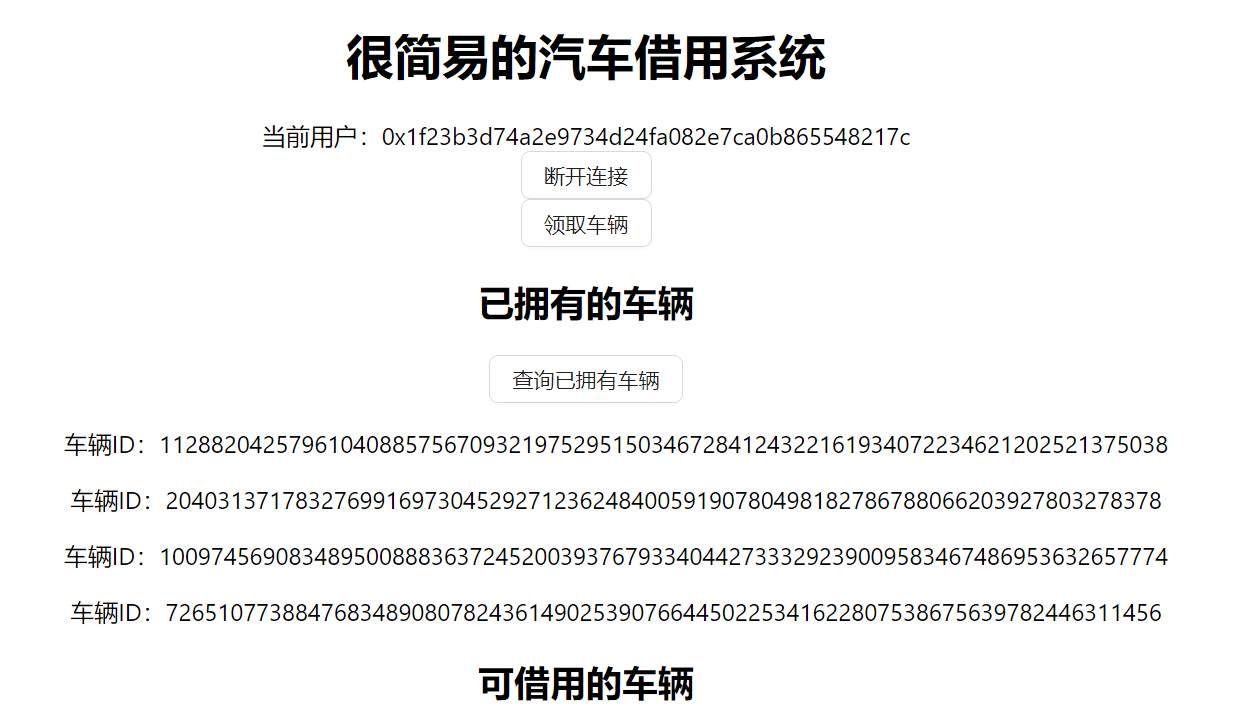 很简易的汽车借用系统
当前用户：0x1f23b3d74a2e9734d24fa082e7ca0b865548217c
断开连接
领取车辆
已拥有的车辆
查询已拥有车辆
车辆ID：112882042579610408857567093219752951503467284124322161934072234621202521375038
车辆ID：20403137178327699169730452927123624840059190780498182786788066203927803278378
车辆ID：100974569083489500888363724520039376793340442733329239009583467486953632657774
车辆ID：72651077388476834890807824361490253907664450225341622807538675639782446311456
可借用的车辆